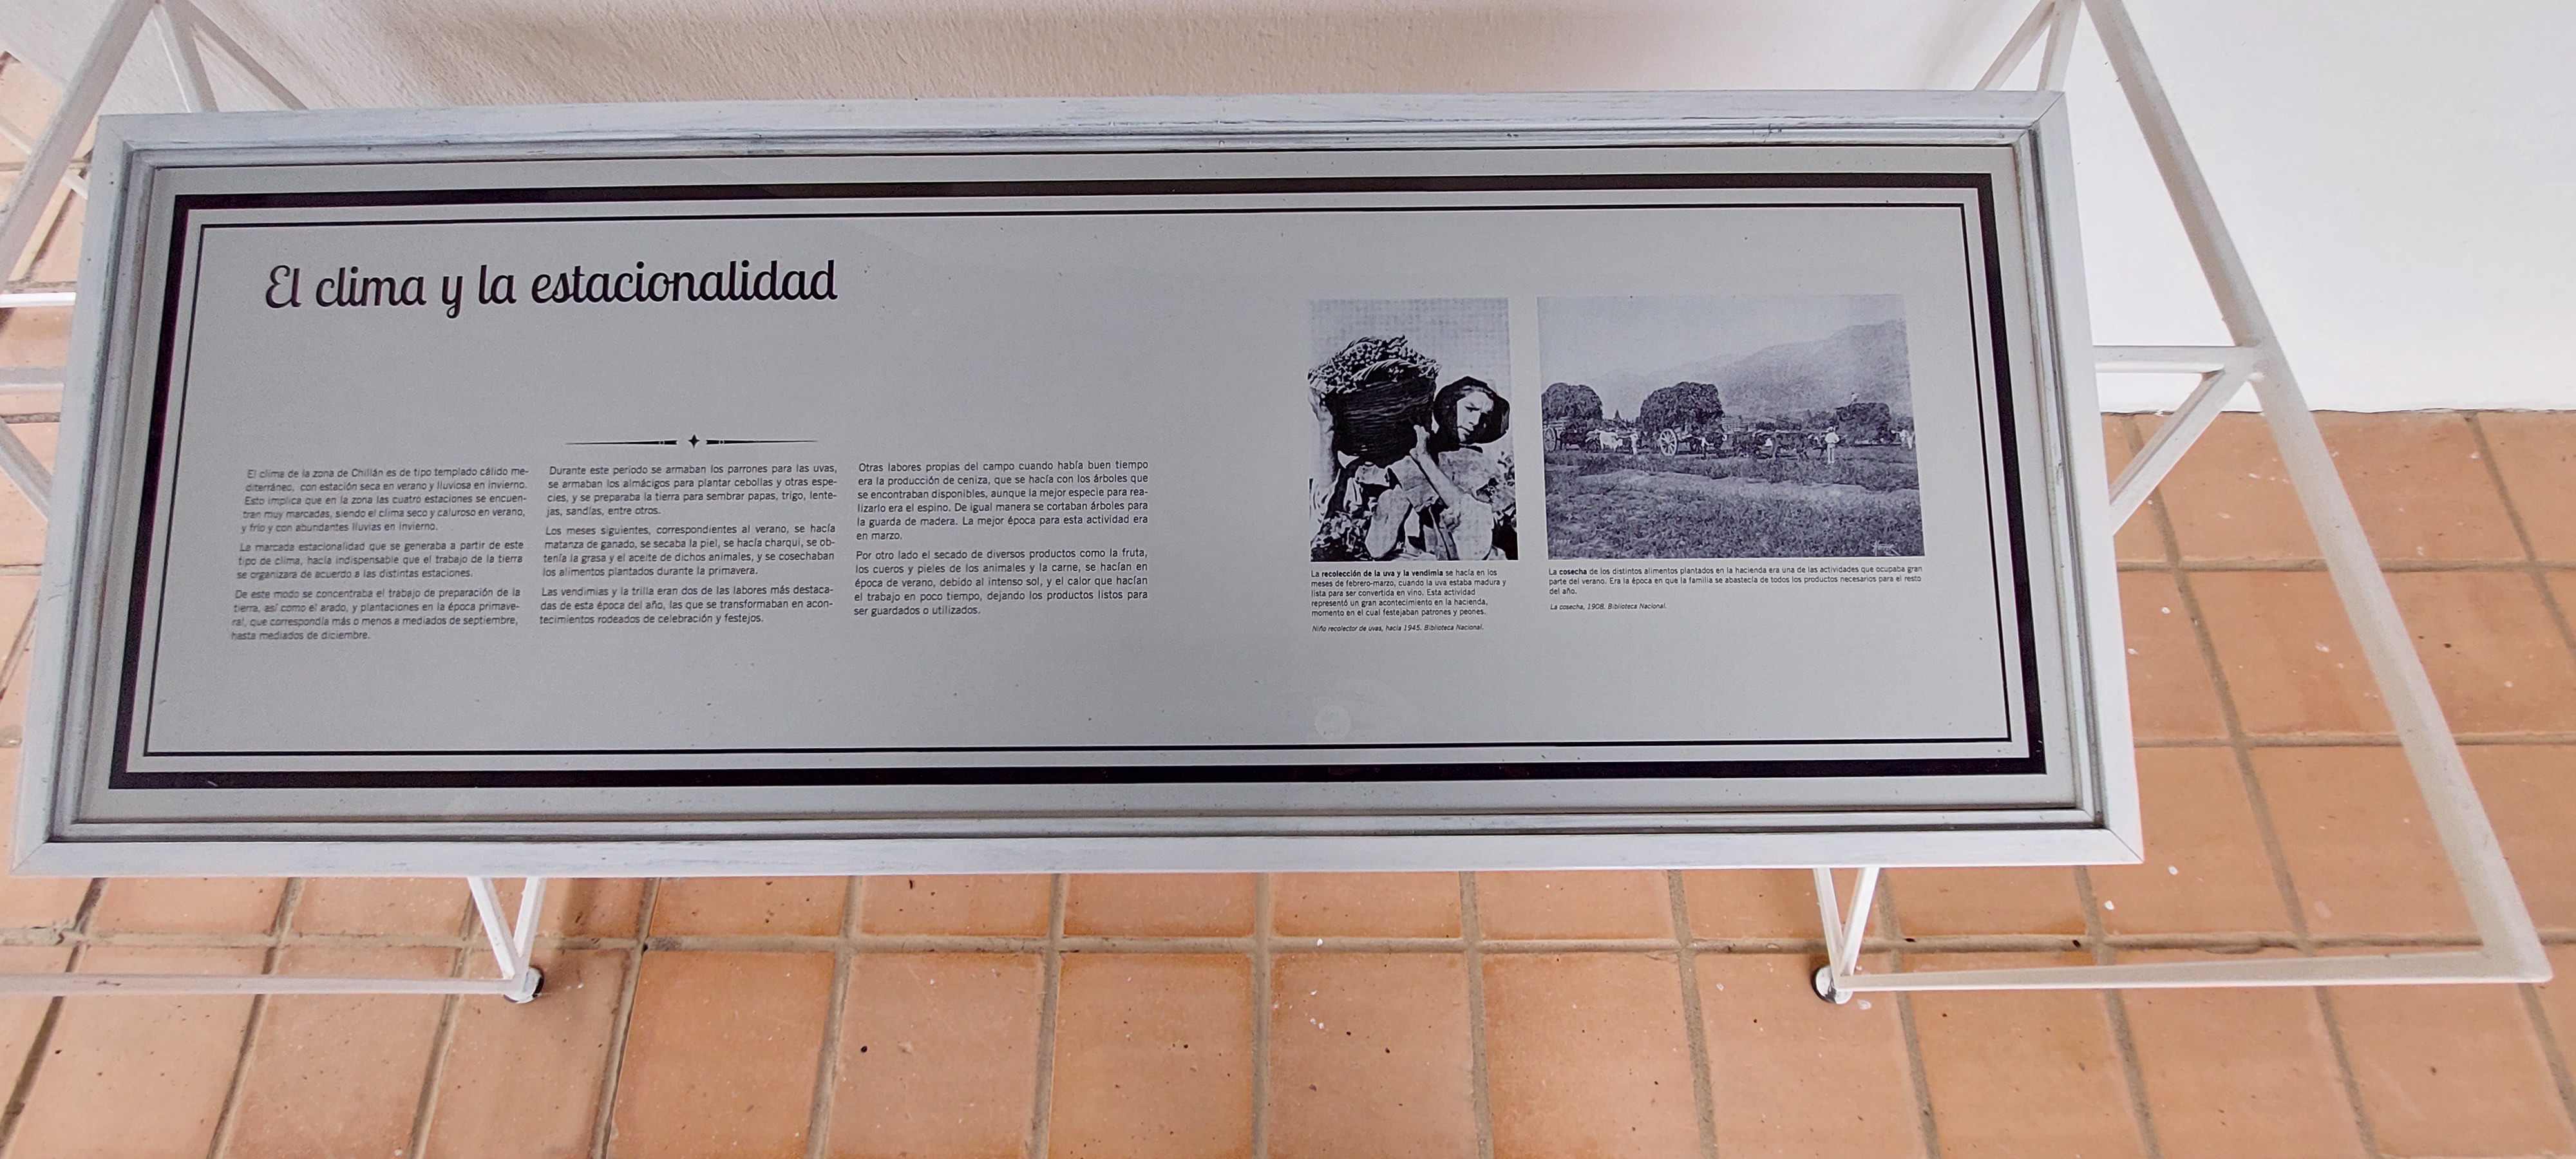 El clima y la estacionalidad
El clima de la zona de Chillán es de tipo templado cálido me-
diterráneo, con estación seca en verano y lluviosa en invierno.
Esto implica que en la zona las cuatro estaciones se encuen-
tran muy marcadas, siendo el clima seco y caluroso en verano,
y frío y con abundantes lluvias en invierno.
La marcada estacionalidad que se generaba a partir de este
tipo de clima, hacía indispensable que el trabajo de la tierra
se organizara de acuerdo a las distintas estaciones.
De este modo se concentraba el trabajo de preparación de la
tierra, así como el arado, y plantaciones en la época primave-
ral, que correspondía más o menos a mediados de septiembre,
hasta mediados de diciembre.
Durante este periodo se armaban los parrones para las uvas,
se armaban los almácigos para plantar cebollas y otras espe-
cies, y se preparaba la tierra para sembrar papas, trigo, lente-
jas, sandías, entre otros.
Los meses siguientes, correspondientes al verano, se hacía
matanza de ganado, se secaba la piel, se hacía charqui, se ob-
tenía la grasa y el aceite de dichos animales, y se cosechaban
los alimentos plantados durante la primavera.
Las vendimias y la trilla eran dos de las labores más destaca-
das de esta época del año, las que se transformaban en acon-
tecimientos rodeados de celebración y festejos.
Otras labores propias del campo cuando había buen tiempo
era la producción de ceniza, que se hacía con los árboles que
se encontraban disponibles, aunque la mejor especie para rea-
lizarlo era el espino. De igual manera se cortaban árboles para
la guarda de madera. La mejor época para esta actividad era
en marzo.
Por otro lado el secado de diversos productos como la fruta,
los cueros y pieles de los animales y la carne, se hacían en
época de verano, debido al intenso sol, y el calor que hacían
el trabajo en poco tiempo, dejando los productos listos para
ser guardados o utilizados.
La recolección de la uva y la vendimia se hacía en los
meses de febrero-marzo, cuando la uva estaba madura y
lista para ser convertida en vino. Esta actividad
representó un gran acontecimiento en la hacienda,
momento en el cual festejaban patrones y peones.
Niño recolector de uvas, hacia 1945. Biblioteca Nacional.
La cosecha de los distintos alimentos plantados en la hacienda era una de las actividades que ocupaba gran
parte del verano. Era la época en que la familia se abastecía de todos los productos necesarios para el resto
del año.
La cosecha, 1908. Biblioteca Nacional.